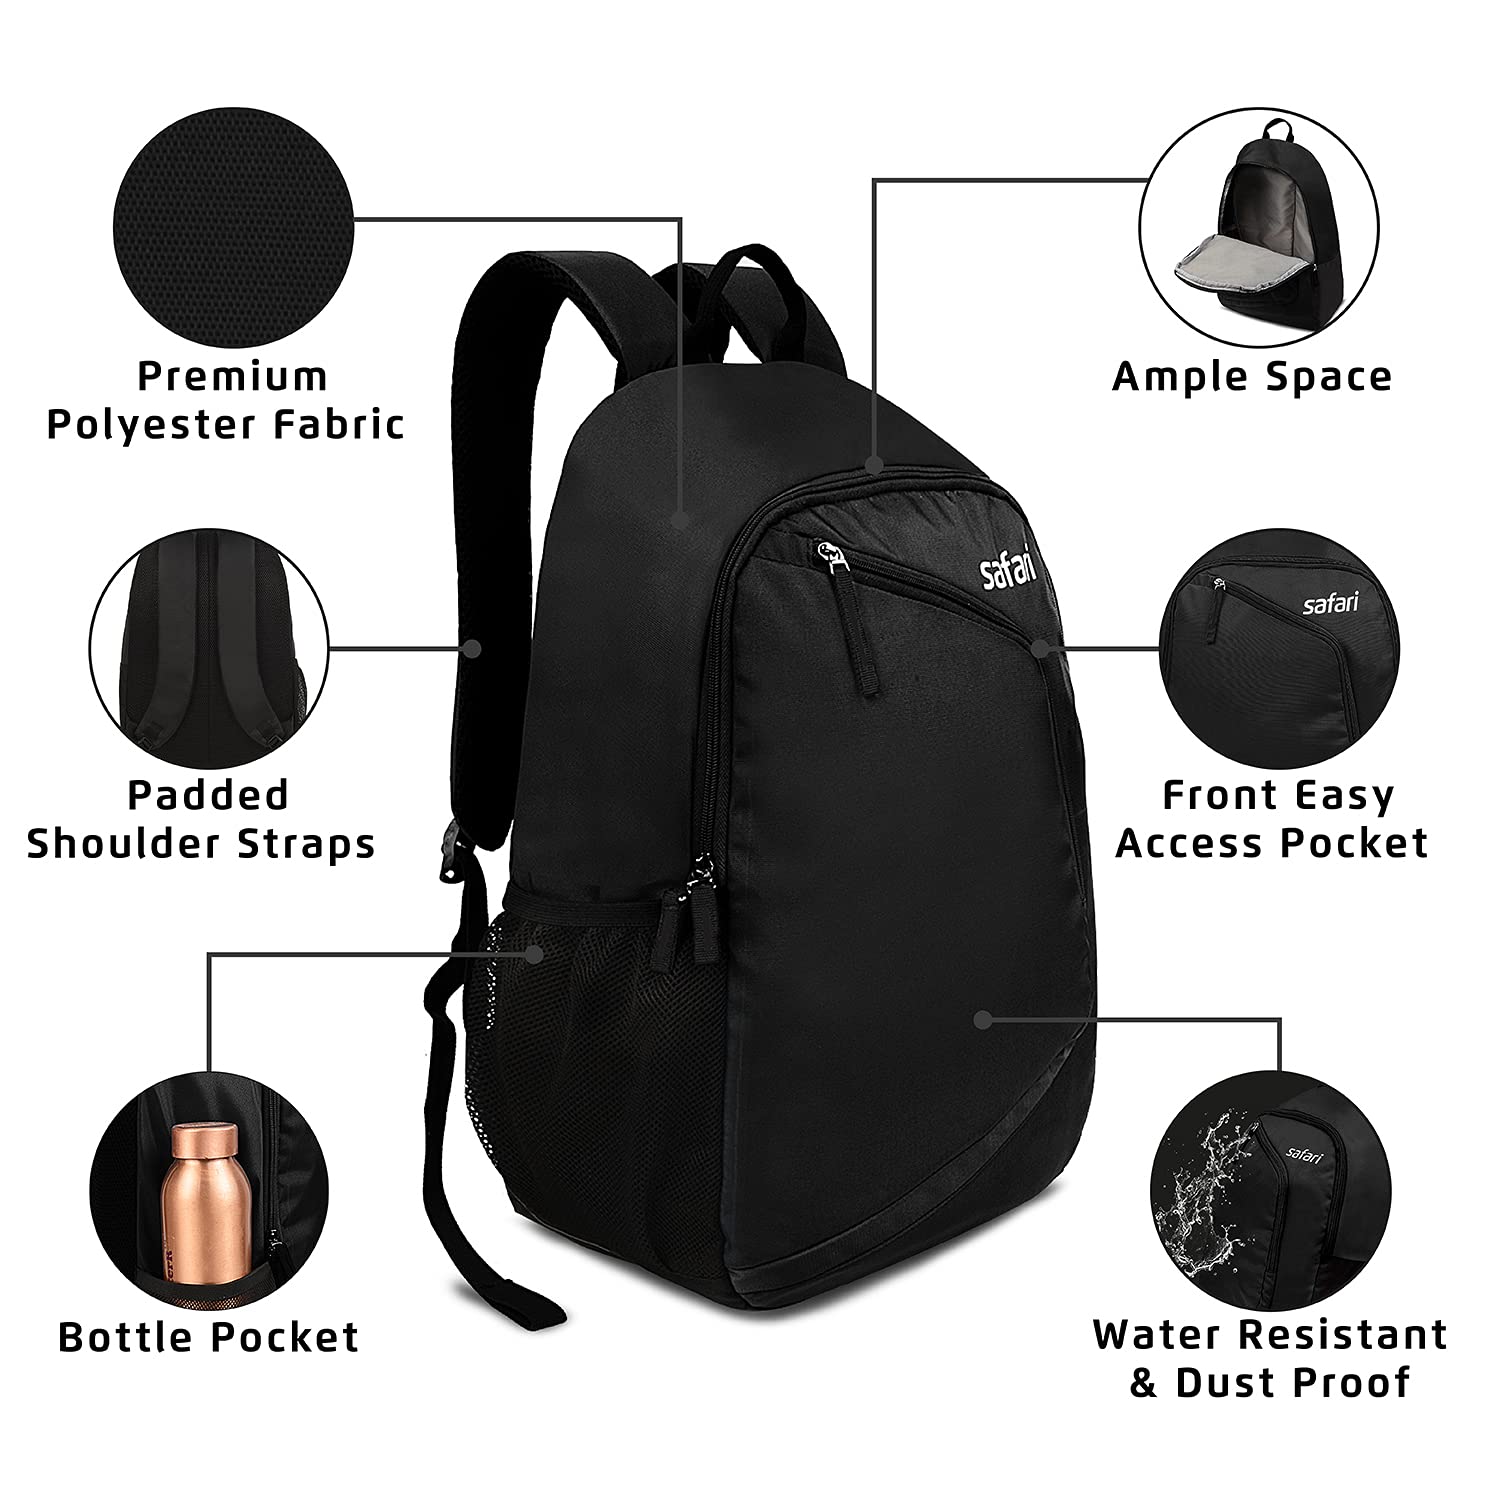 Premium
Polyester Fabric
Ample Space
safari
safari
Padded
Shoulder Straps
Front Easy
Access Pocket
safari
Bottle Pocket
Water Resistant
& Dust Proof